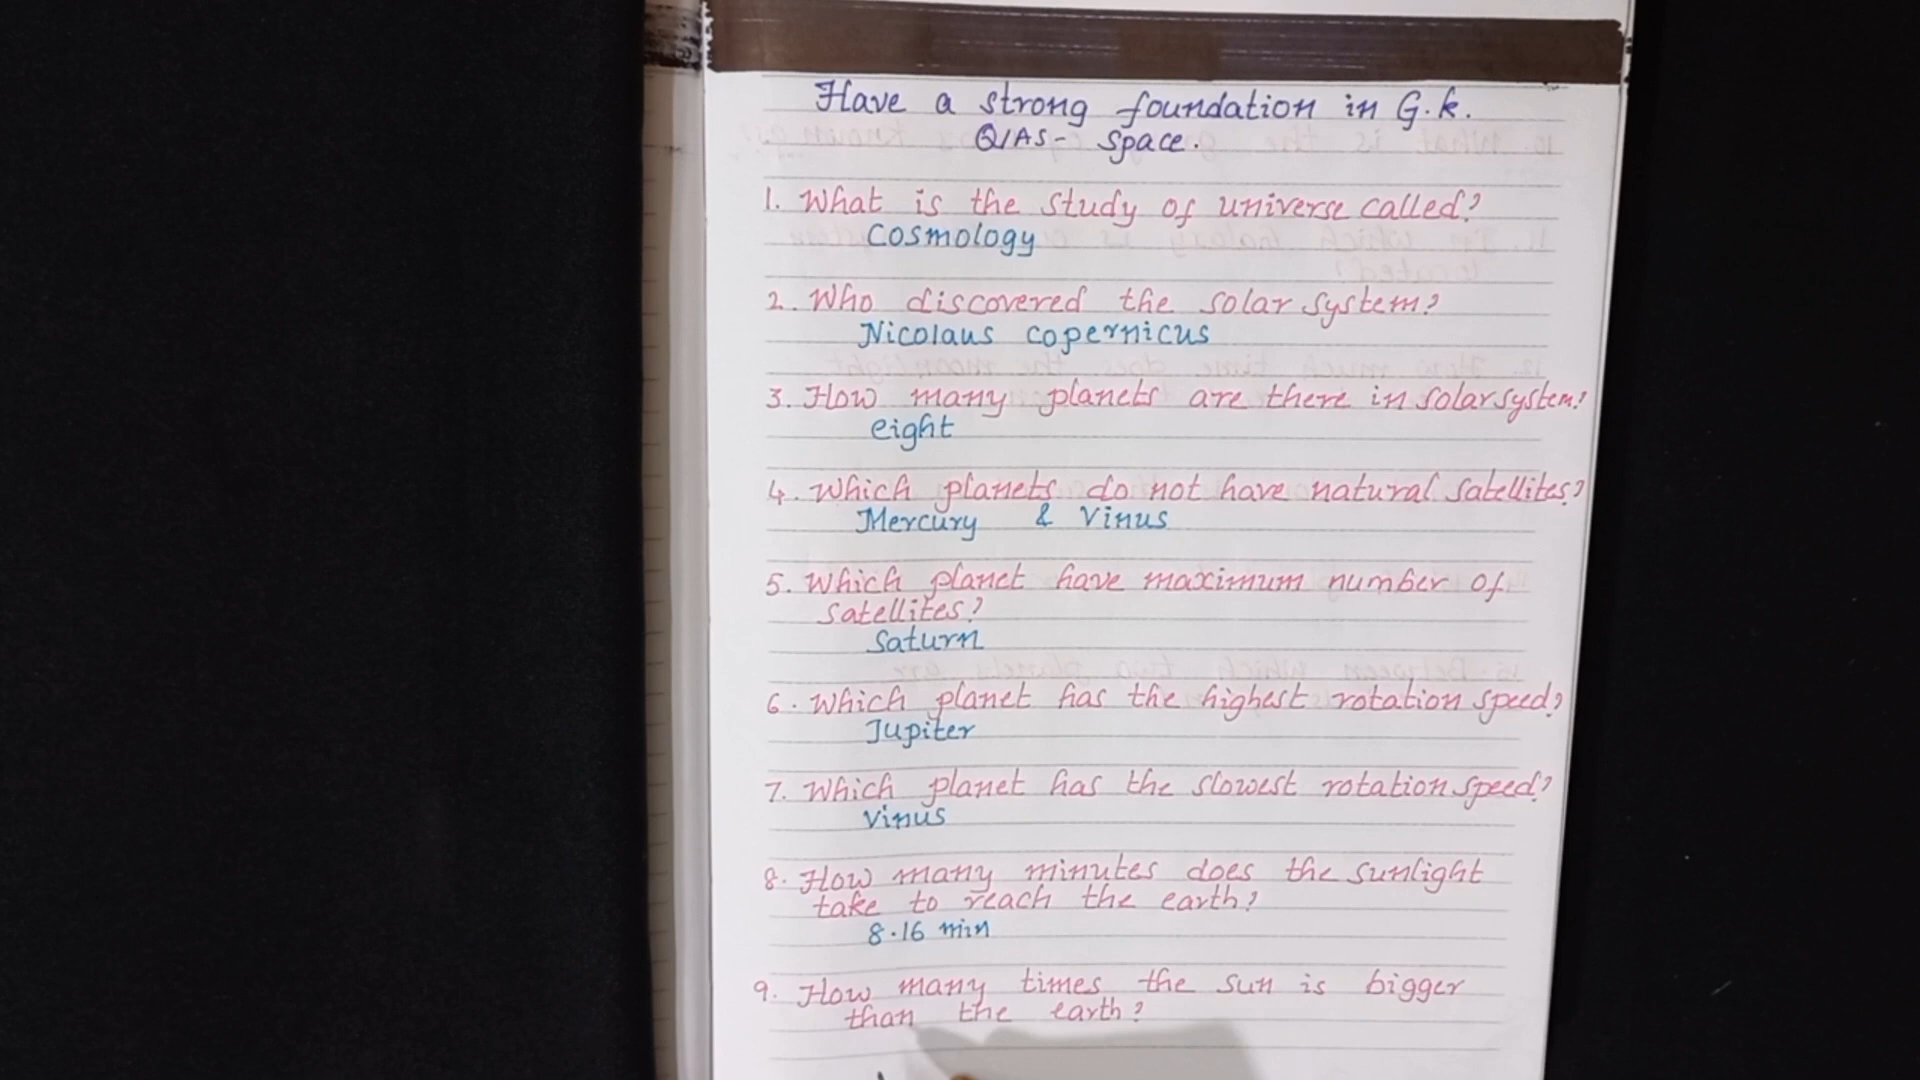 Have a strong foundation in G.k.
Q/AS- Space.
1. What is the study of universe called?
Cosmology
2. Who discovered the solar system?
Nicolaus copernicus
3. How many planets are there in solar system?
eight
4. Which planets do not have natural satellites?
Mercury & Vinus
5. Which planet have maximum number of
satellites?
Saturn
6. Which planet has the highest rotation speed?
Jupiter
7. Which planet has the slowest rotation speed?
Vinus
8. How many minutes does the sunlight
take to reach the earth?
8.16 min
9. How many times the sun is bigger
than the earth?